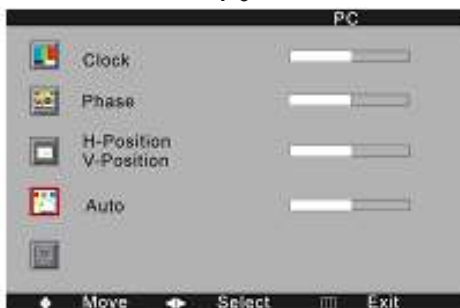 PC
Clock
Phase
H-Position
V-Position
Auto
Move Select Exit